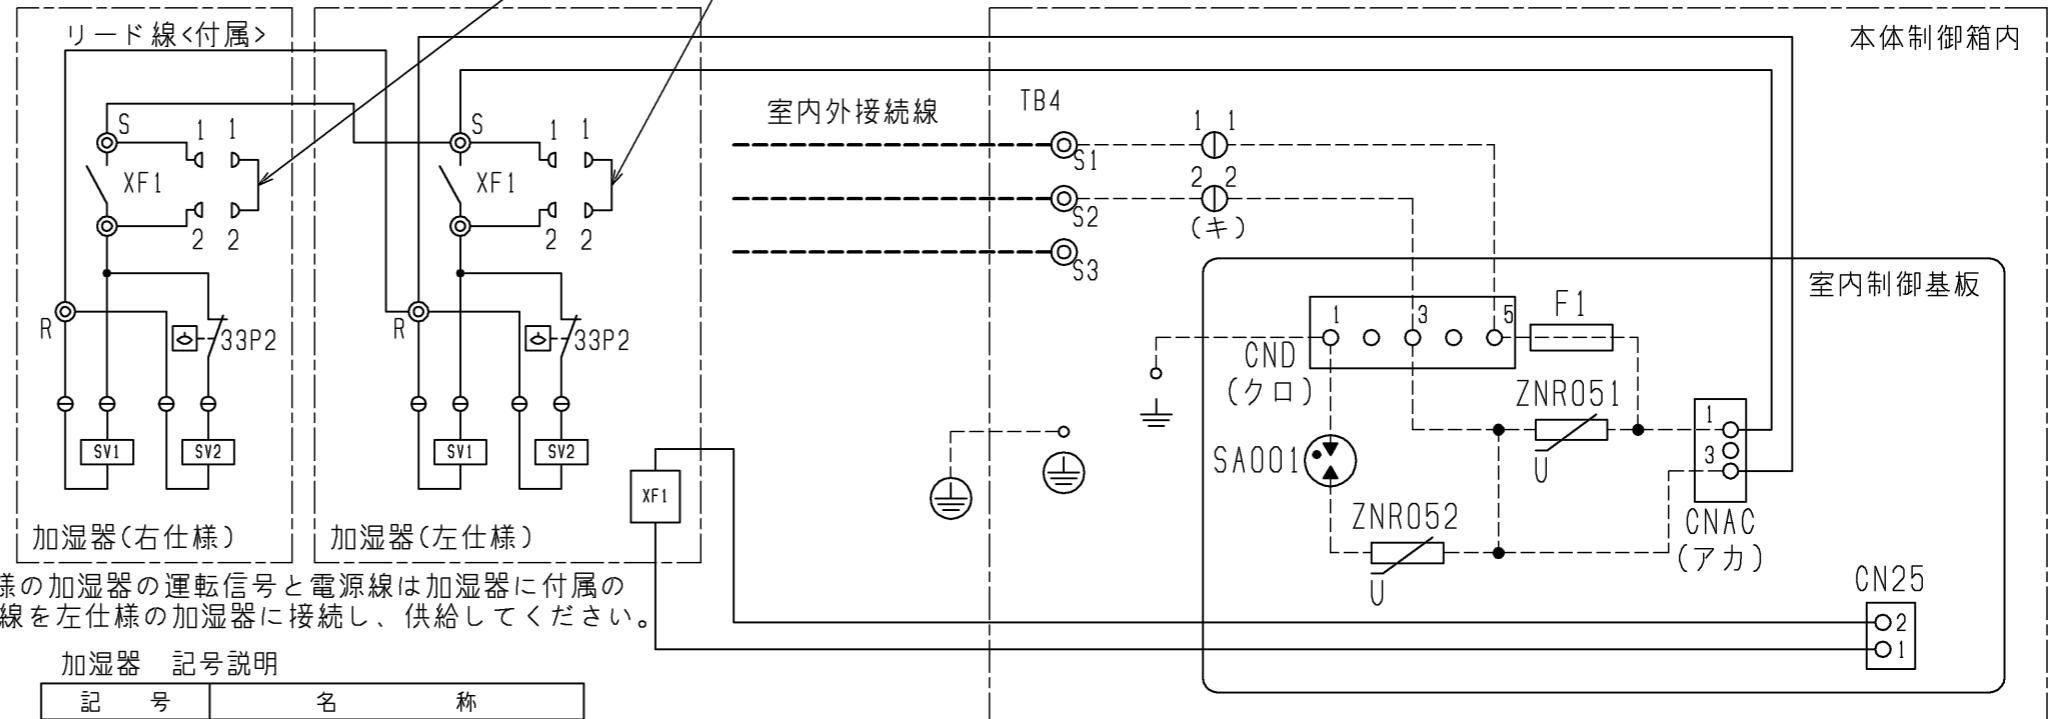 リード線<付属>
本体制御箱内
室内外接続線
TB4
S 1 1
XF1
2 2
R
33P2
SV1 SV2
加湿器(右仕様)
S 1 1
XF1
2 2
R
33P2
SV1 SV2
加湿器(左仕様)
XF1
S1
1 1
S2
2 2
(キ)
S3
室内制御基板
1 3 5
F1
CND
(クロ)
ZNR051
U
SA001
ZNR052
U
1
3
CNAC
(アカ)
CN25
2
1
様の加湿器の運転信号と電源線は加湿器に付属の
線を左仕様の加湿器に接続し、供給してください。
加湿器 記号説明
記 号 名 称